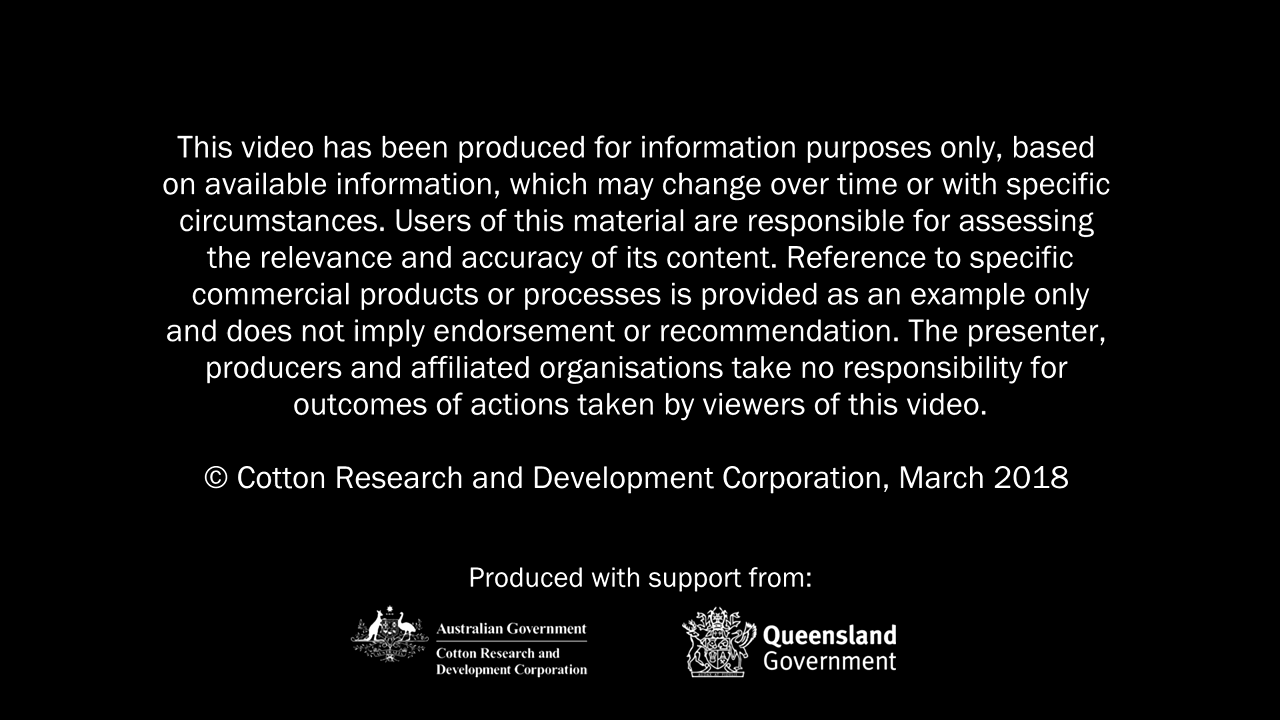 This video has been produced for information purposes only, based
on available information, which may change over time or with specific
circumstances. Users of this material are responsible for assessing
the relevance and accuracy of its content. Reference to specific
commercial products or processes is provided as an example only
and does not imply endorsement or recommendation. The presenter,
producers and affiliated organisations take no responsibility for
outcomes of actions taken by viewers of this video.
© Cotton Research and Development Corporation, March 2018
Produced with support from:
Australian Government
Cotton Research and
Development Corporation
Queensland
Government